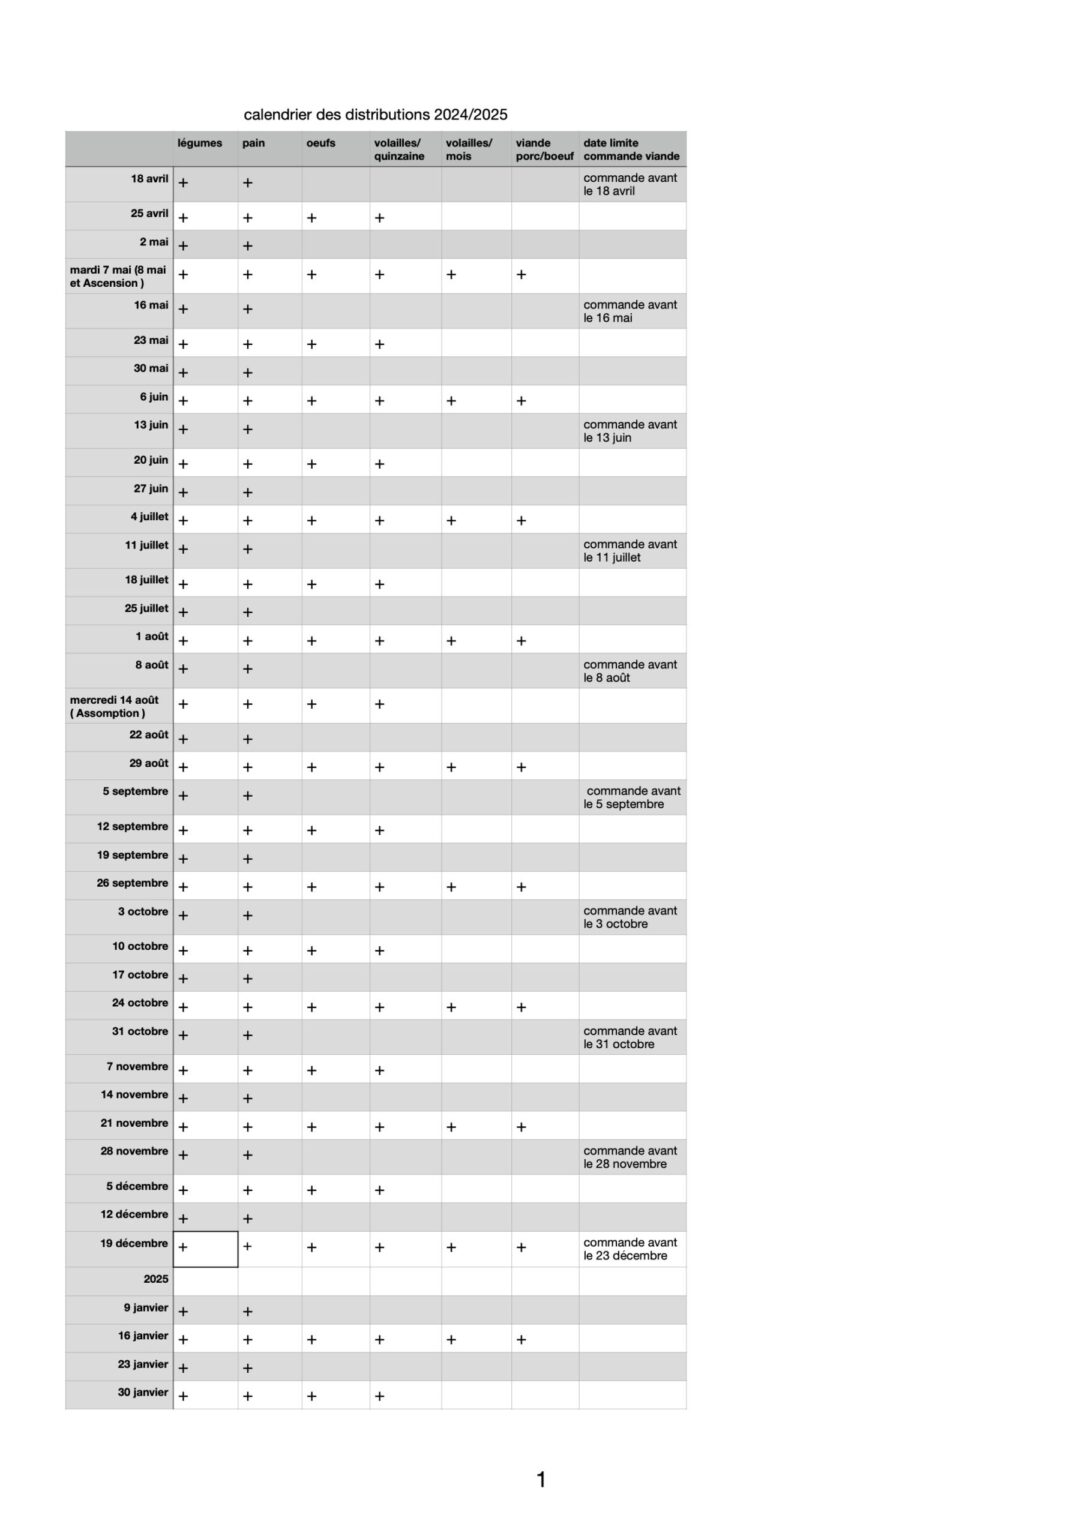 calendrier des distributions 2024/2025
légumes pain oeufs volailles/ volailles/ viande date limite
quinzaine mois porc/boeuf commande viande
18 avril + + commande avant
le 18 avril
25 avril + + + +
2 mai + +
mardi 7 mai (8 mai + + + + + +
et Ascension )
16 mai + + commande avant
le 16 mai
23 mai + + + +
30 mai + +
6 juin + + + + + +
13 juin + + commande avant
le 13 juin
20 juin + + + +
27 juin + +
4 juillet + + + + + +
11 juillet + + commande avant
le 11 juillet
18 juillet + + + +
25 juillet + +
1 août + + + + + +
8 août + + commande avant
le 8 août
mercredi 14 août + + + +
( Assomption )
22 août + +
29 août + + + + + +
5 septembre + + commande avant
le 5 septembre
12 septembre + + + +
19 septembre + +
26 septembre + + + + + +
3 octobre + + commande avant
le 3 octobre
10 octobre + + + +
17 octobre + +
24 octobre + + + + + +
31 octobre + + commande avant
le 31 octobre
7 novembre + + + +
14 novembre + +
21 novembre + + + + + +
28 novembre + + commande avant
le 28 novembre
5 décembre + + + +
12 décembre + +
19 décembre + + + + + + commande avant
le 23 décembre
2025
9 janvier + +
16 janvier + + + + + +
23 janvier + +
30 janvier + + + +
1